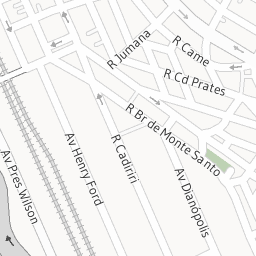 R Jumana
R Came
R Cd Prates
R Br de Monte Santo
Av Henry Ford
R Cadiriri
Av Pres Wilson
Av Dianópolis